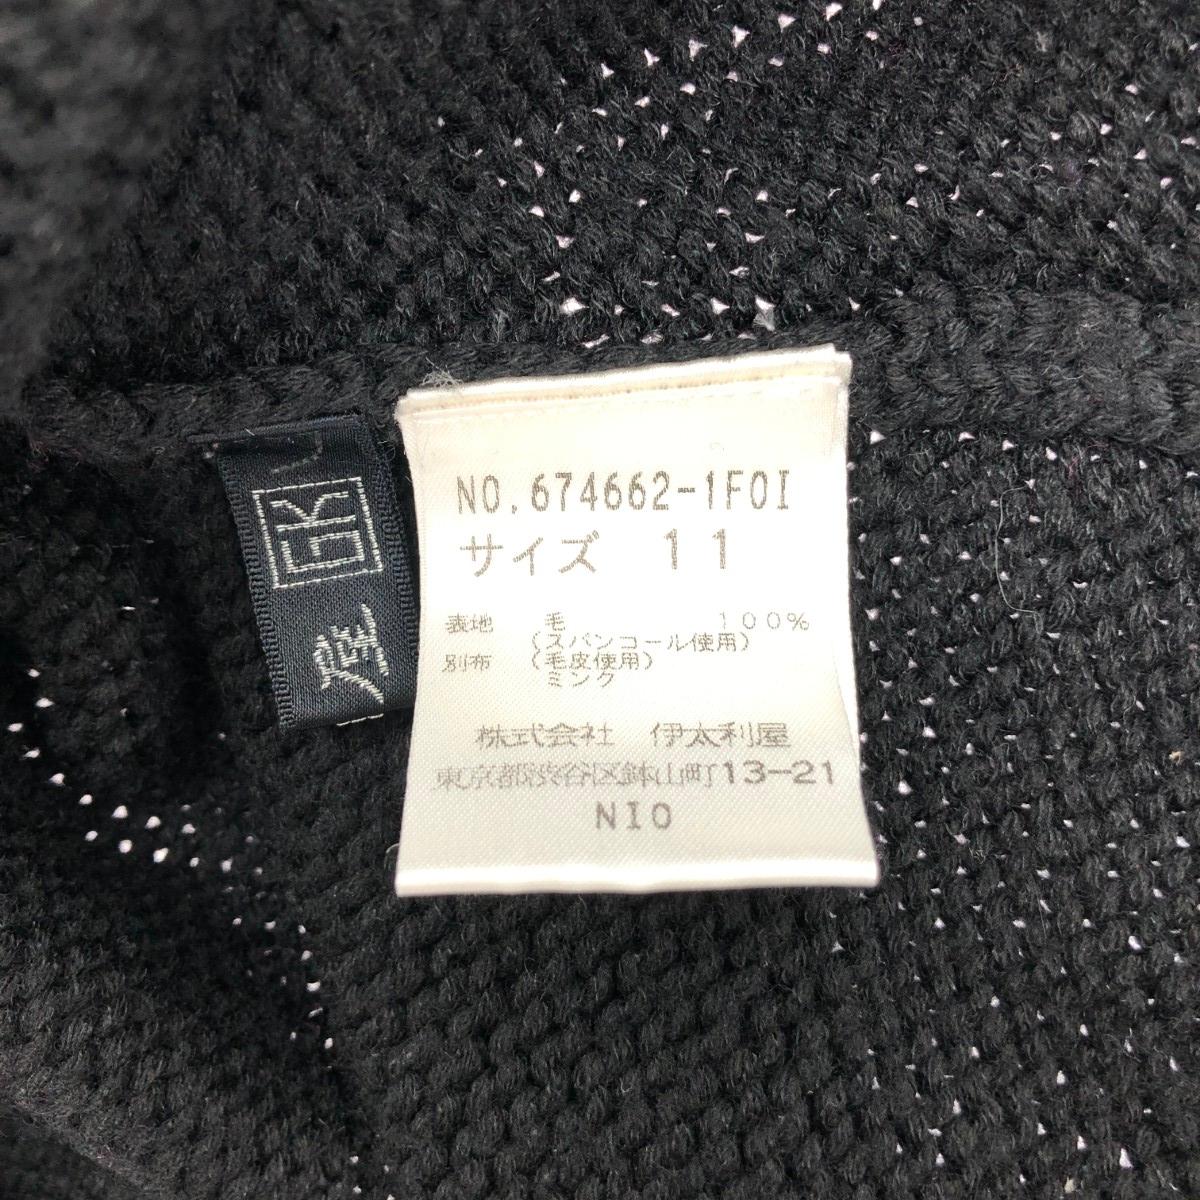 NO.674662-1F0I
サイズ 11
表地 毛 100%
(スパンコール使用)
別布 (毛皮使用)
ミンク
株式会社 伊太利屋
東京都渋谷区鉢山町13-21
NIO
GK
屋